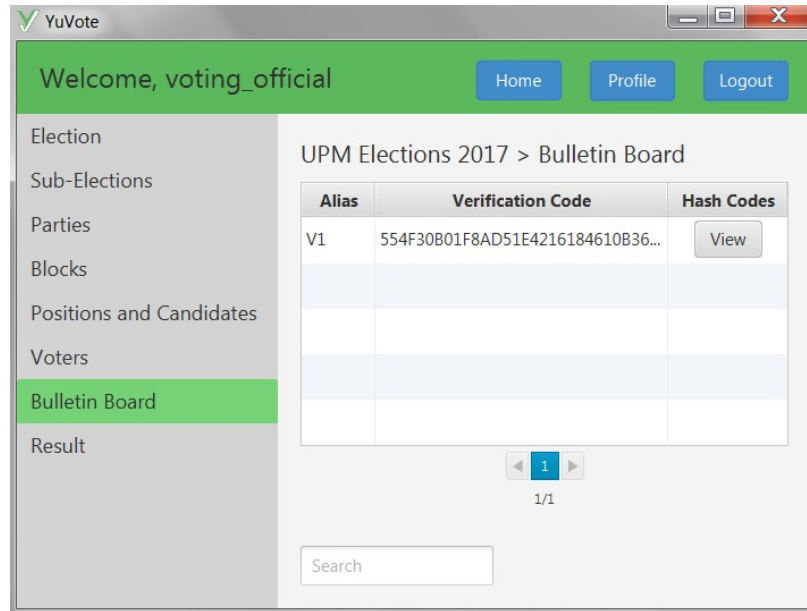 YuVote
Welcome, voting_official
Home
Profile
Logout
Election
Sub-Elections
Parties
Blocks
Positions and Candidates
Voters
Bulletin Board
Result
UPM Elections 2017 > Bulletin Board
Alias Verification Code Hash Codes
V1 554F30B01F8AD51E4216184610B36... View
1
1/1
Search